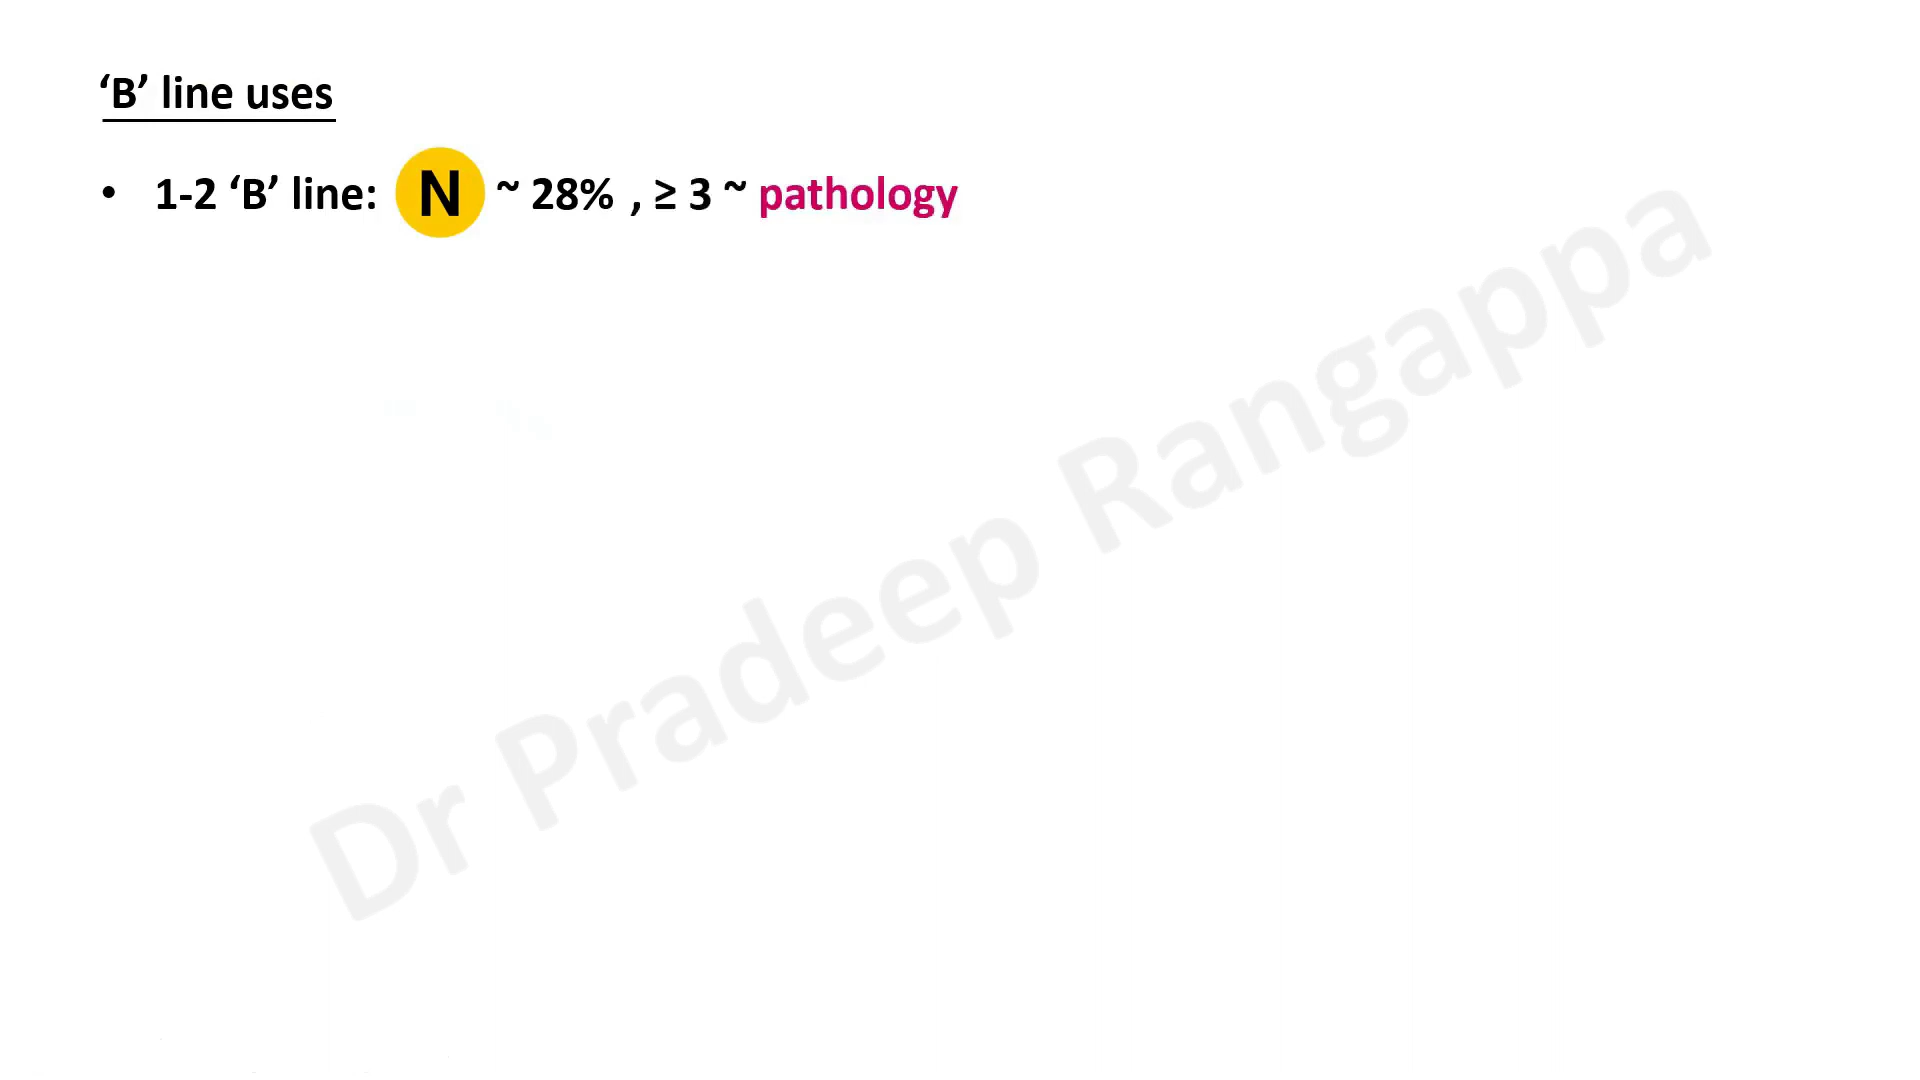 ‘B’ line uses
• 1-2 ‘B’ line: N ~ 28% , ≥ 3 ~ pathology
Dr Pradeep Rangappa